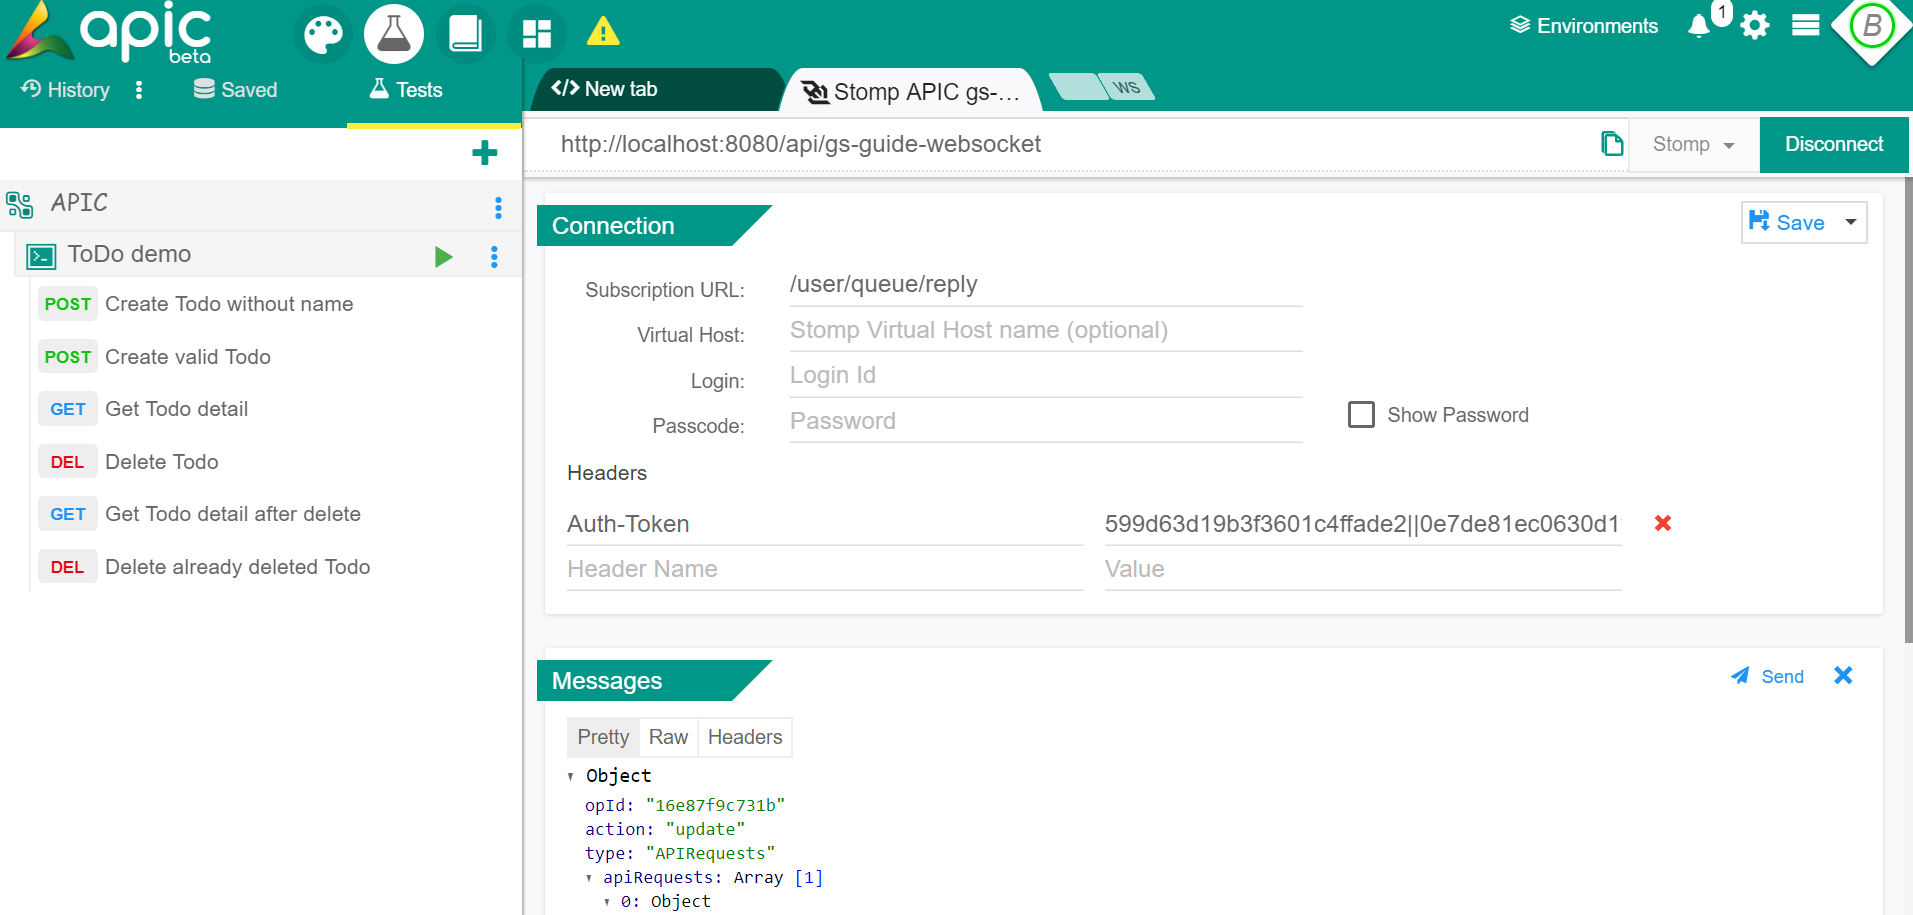 apic
beta
Environments
1
B
History
Saved
Tests
</> New tab
Stomp APIC gs-...
WS
http://localhost:8080/api/gs-guide-websocket
Stomp
Disconnect
APIC
ToDo demo
POST Create Todo without name
POST Create valid Todo
GET Get Todo detail
DEL Delete Todo
GET Get Todo detail after delete
DEL Delete already deleted Todo
Connection
Save
Subscription URL: /user/queue/reply
Virtual Host: Stomp Virtual Host name (optional)
Login: Login Id
Passcode: Password
Show Password
Headers
Auth-Token 599d63d19b3f3601c4ffade2||0e7de81ec0630d1
Header Name Value
Messages
Send
Pretty Raw Headers
Object
opId: "16e87f9c731b"
action: "update"
type: "APIRequests"
apiRequests: Array [1]
0: Object